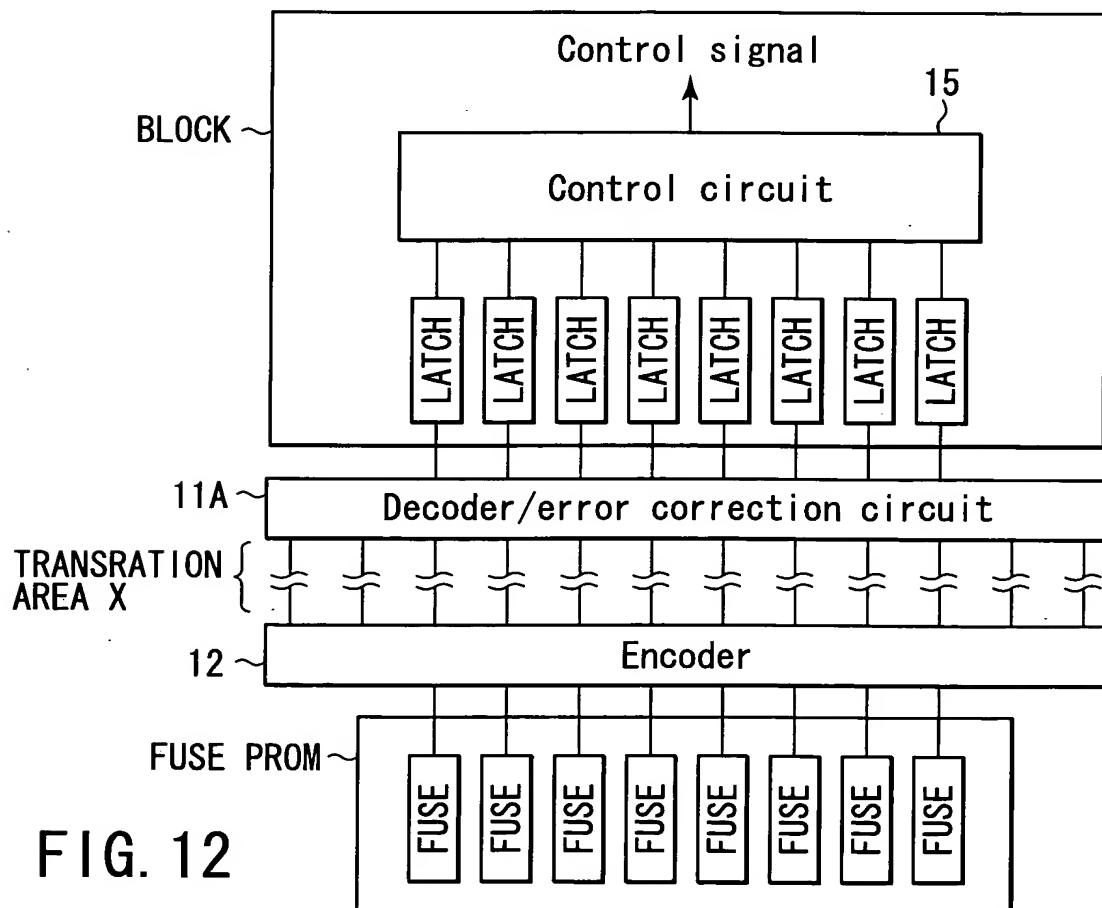 Control signal
15
BLOCK
Control circuit
LATCH LATCH LATCH LATCH LATCH LATCH LATCH LATCH
11A
Decoder/error correction circuit
TRANSRATION
AREA X
12
Encoder
FUSE PROM
FUSE FUSE FUSE FUSE FUSE FUSE FUSE FUSE
FIG. 12